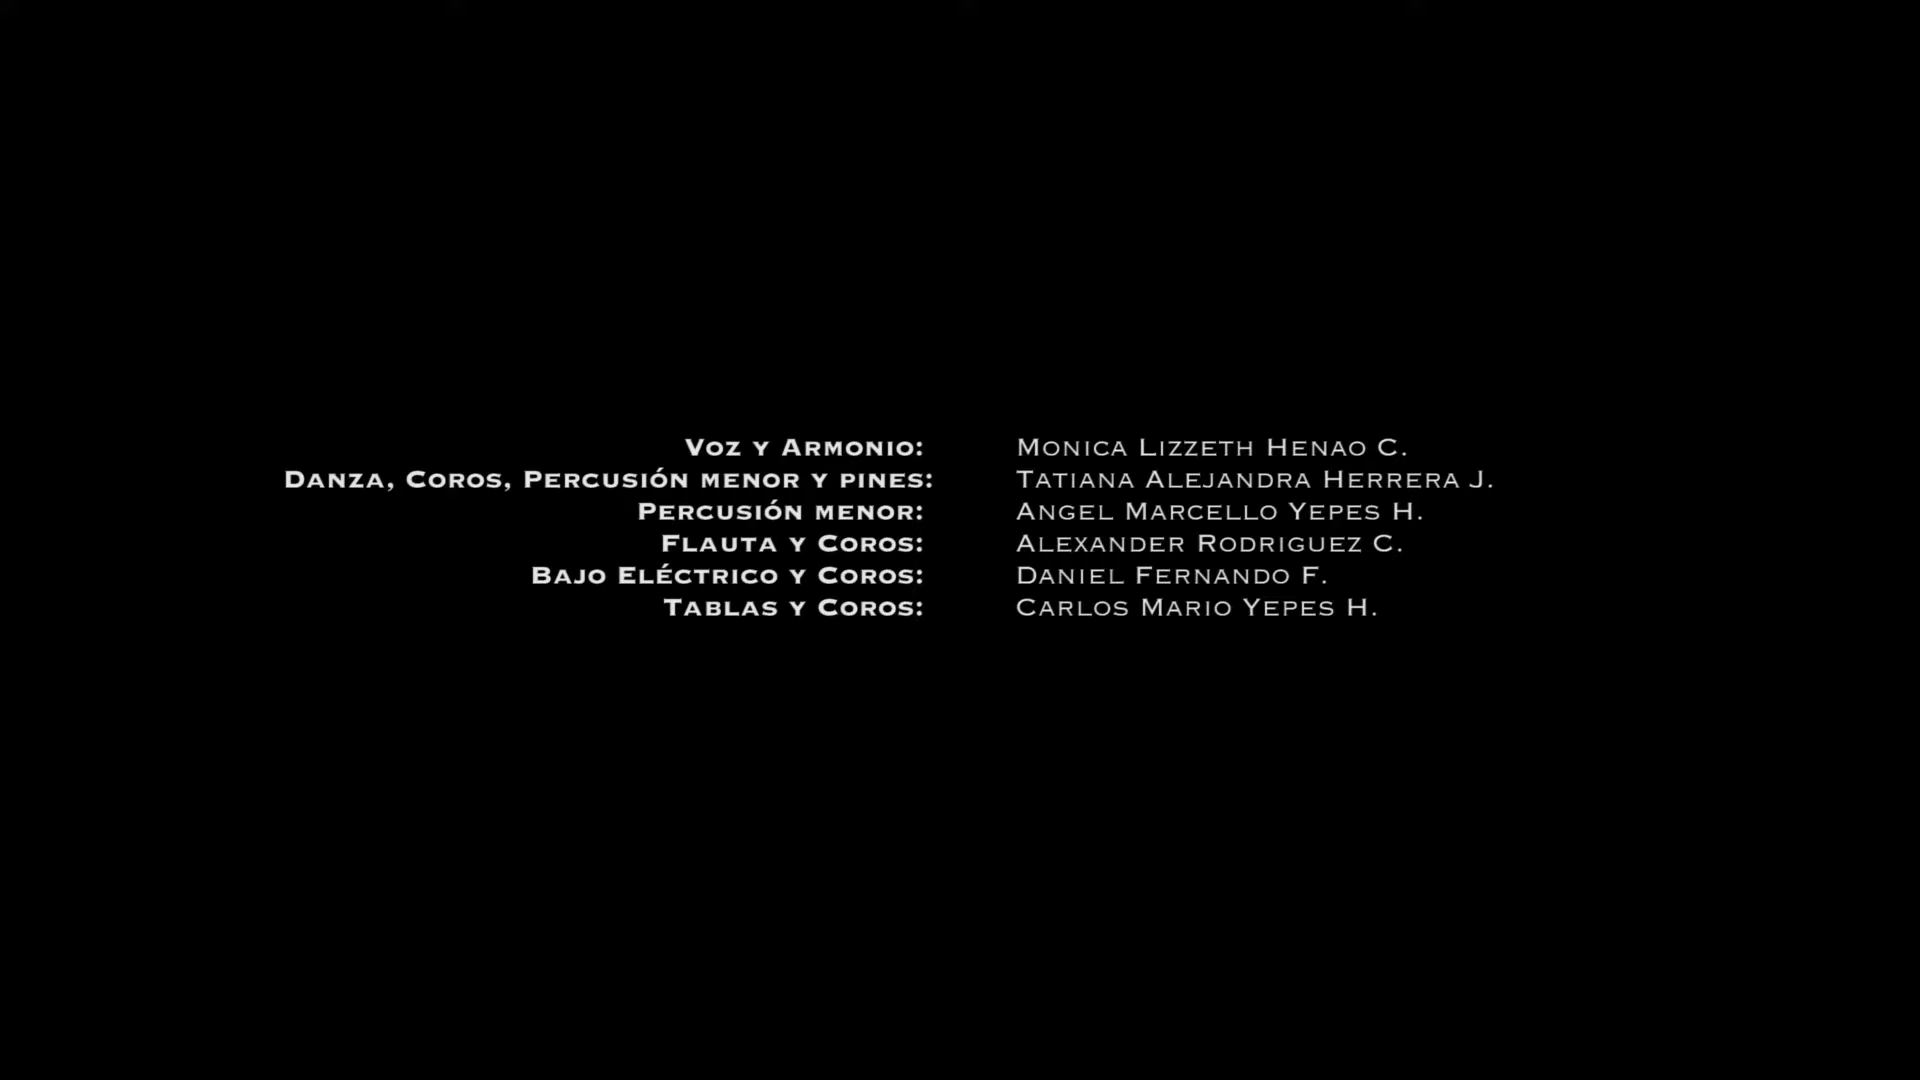 Voz y Armonio: Monica Lizzeth Henao C.
Danza, Coros, Percusión menor y pines: Tatiana Alejandra Herrera J.
Percusión menor: Angel Marcello Yepes H.
Flauta y Coros: Alexander Rodriguez C.
Bajo Eléctrico y Coros: Daniel Fernando F.
Tablas y Coros: Carlos Mario Yepes H.